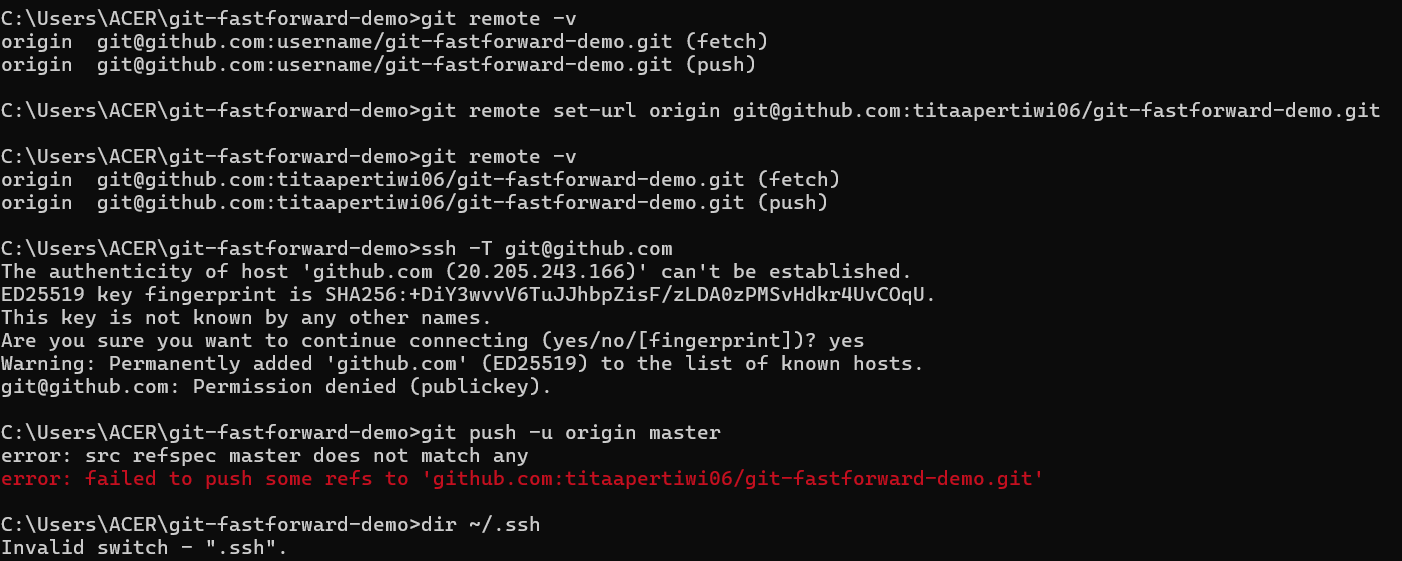 C:\Users\ACER\git-fastforward-demo>git remote -v
origin  git@github.com:username/git-fastforward-demo.git (fetch)
origin  git@github.com:username/git-fastforward-demo.git (push)
C:\Users\ACER\git-fastforward-demo>git remote set-url origin git@github.com:titaapertiwi06/git-fastforward-demo.git
C:\Users\ACER\git-fastforward-demo>git remote -v
origin  git@github.com:titaapertiwi06/git-fastforward-demo.git (fetch)
origin  git@github.com:titaapertiwi06/git-fastforward-demo.git (push)
C:\Users\ACER\git-fastforward-demo>ssh -T git@github.com
The authenticity of host 'github.com (20.205.243.166)' can't be established.
ED25519 key fingerprint is SHA256:+DiY3wvvV6TuJJhbpZisF/zLDA0zPMSvHdkr4UvCOqU.
This key is not known by any other names.
Are you sure you want to continue connecting (yes/no/[fingerprint])? yes
Warning: Permanently added 'github.com' (ED25519) to the list of known hosts.
git@github.com: Permission denied (publickey).
C:\Users\ACER\git-fastforward-demo>git push -u origin master
error: src refspec master does not match any
error: failed to push some refs to 'github.com:titaapertiwi06/git-fastforward-demo.git'
C:\Users\ACER\git-fastforward-demo>dir ~/.ssh
Invalid switch - ".ssh".